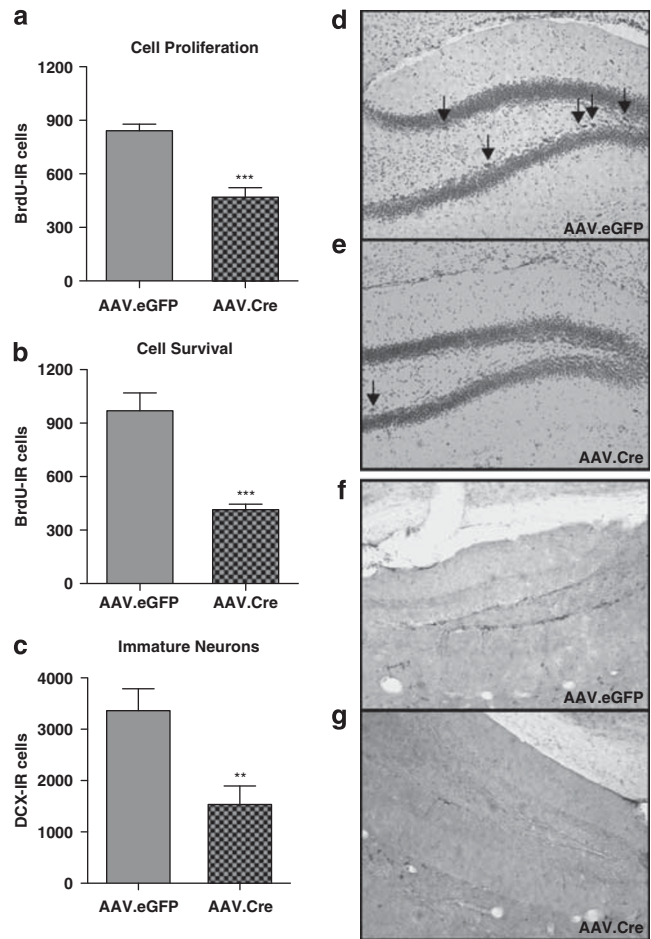 a
Cell Proliferation
1200
900
600
300
0
BrdU-IR cells
***
AAV.eGFP AAV.Cre
b
Cell Survival
1200
900
600
300
0
BrdU-IR cells
***
AAV.eGFP AAV.Cre
c
Immature Neurons
4000
3000
2000
1000
0
DCX-IR cells
**
AAV.eGFP AAV.Cre
d
AAV.eGFP
e
AAV.Cre
f
AAV.eGFP
g
AAV.Cre